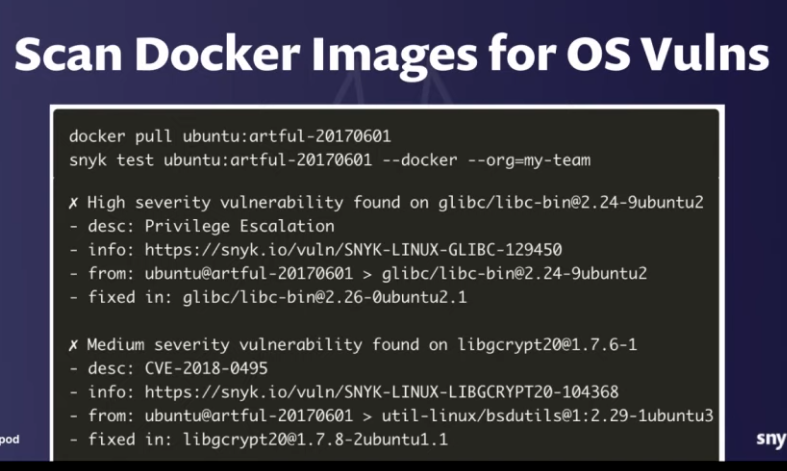 Scan Docker Images for OS Vulns
docker pull ubuntu:artful-20170601
snyk test ubuntu:artful-20170601 --docker --org=my-team
✗ High severity vulnerability found on glibc/libc-bin@2.24-9ubuntu2
- desc: Privilege Escalation
- info: https://snyk.io/vuln/SNYK-LINUX-GLIBC-129450
- from: ubuntu@artful-20170601 > glibc/libc-bin@2.24-9ubuntu2
- fixed in: glibc/libc-bin@2.26-0ubuntu2.1
✗ Medium severity vulnerability found on libgcrypt20@1.7.6-1
- desc: CVE-2018-0495
- info: https://snyk.io/vuln/SNYK-LINUX-LIBGCRYPT20-104368
- from: ubuntu@artful-20170601 > util-linux/bsdutils@1:2.29-1ubuntu3
- fixed in: libgcrypt20@1.7.8-2ubuntu1.1
pod
sny